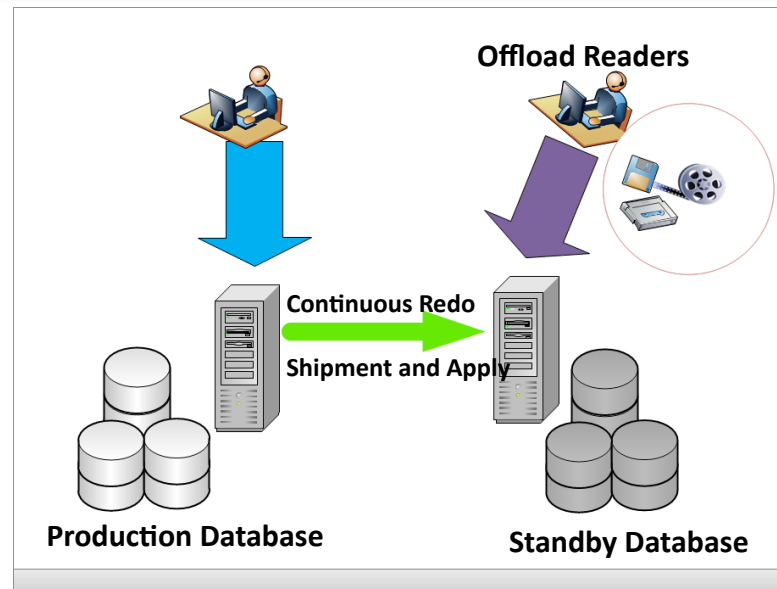 Offload Readers
Continuous Redo
Shipment and Apply
Production Database
Standby Database